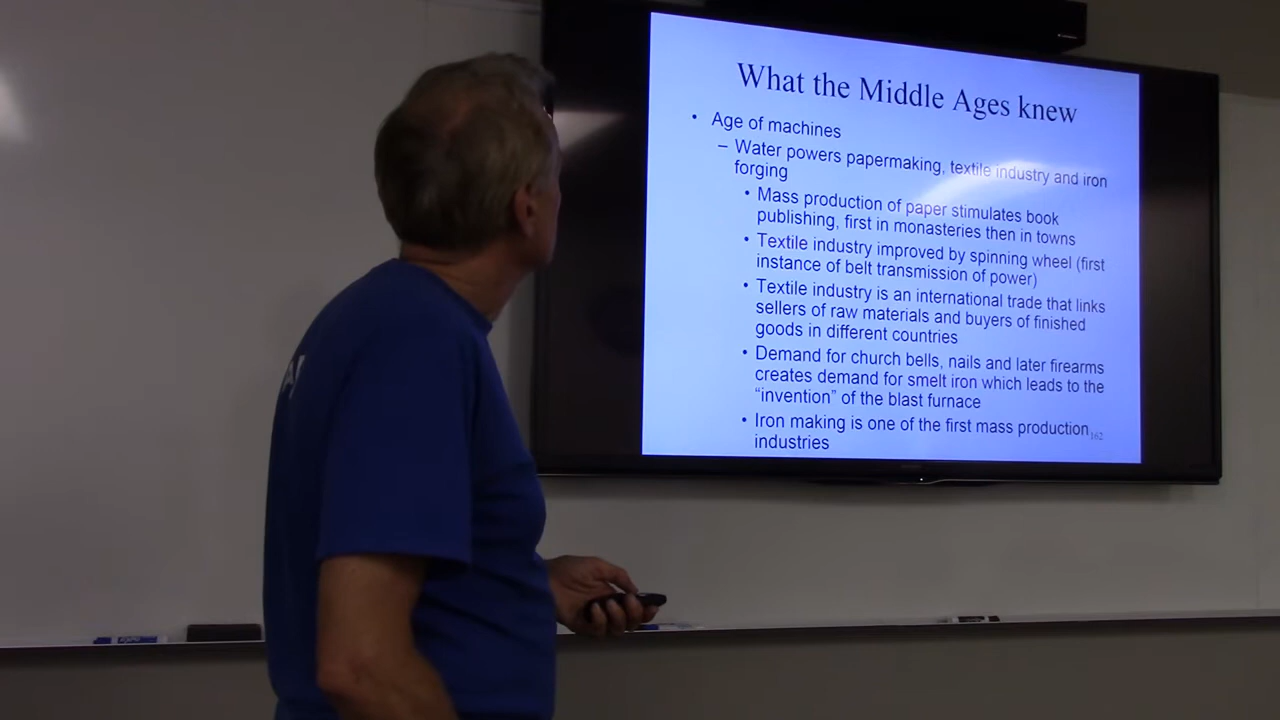 What the Middle Ages knew
• Age of machines
– Water powers papermaking, textile industry and iron
forging
• Mass production of paper stimulates book
publishing, first in monasteries then in towns
• Textile industry improved by spinning wheel (first
instance of belt transmission of power)
• Textile industry is an international trade that links
sellers of raw materials and buyers of finished
goods in different countries
• Demand for church bells, nails and later firearms
creates demand for smelt iron which leads to the
“invention” of the blast furnace
• Iron making is one of the first mass production
industries
162